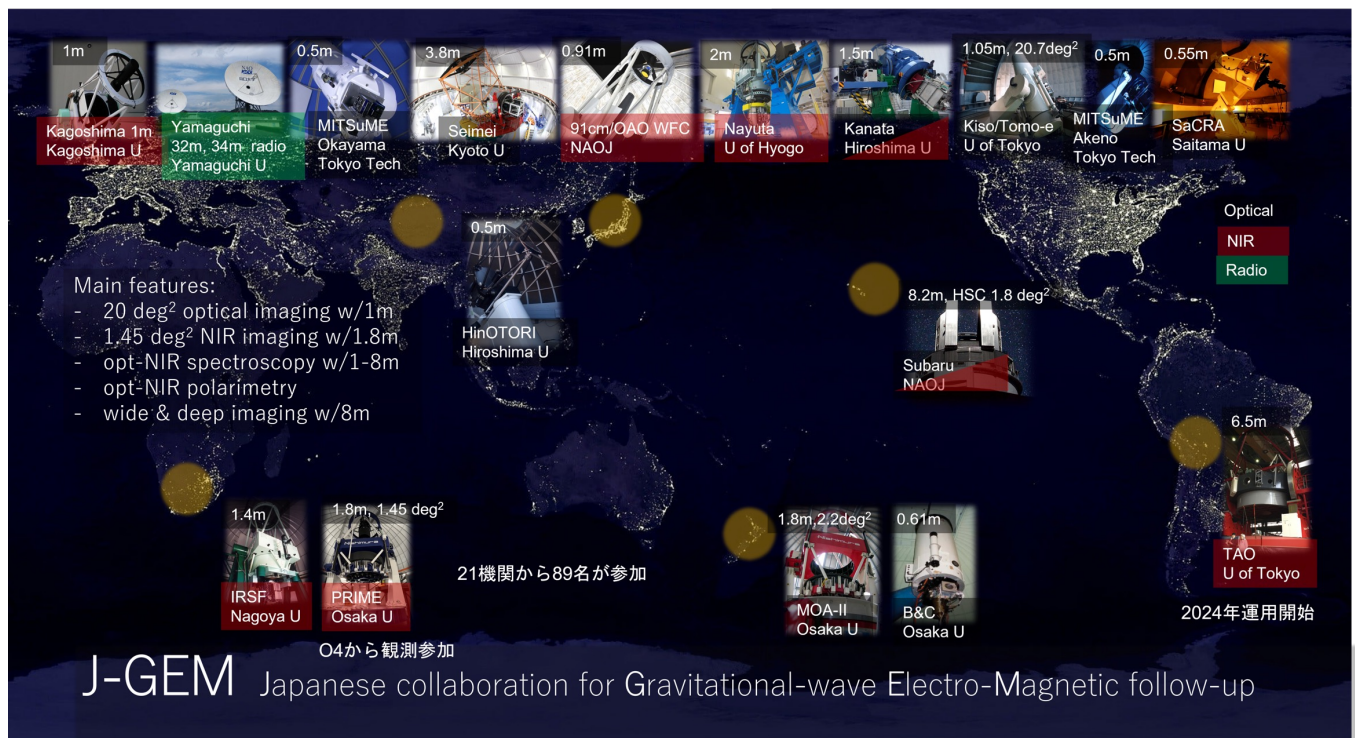 1m
Kagoshima 1m
Kagoshima U
Yamaguchi
32m, 34m radio
Yamaguchi U
0.5m
MITSuME
Okayama
Tokyo Tech
3.8m
Seimei
Kyoto U
0.91m
91cm/OAO WFC
NAOJ
2m
Nayuta
U of Hyogo
1.5m
Kanata
Hiroshima U
1.05m, 20.7deg²
Kiso/Tomo-e
U of Tokyo
0.5m
MITSuME
Akeno
Tokyo Tech
0.55m
SaCRA
Saitama U
Optical
NIR
Radio
0.5m
HinOTORI
Hiroshima U
Main features:
- 20 deg² optical imaging w/1m
- 1.45 deg² NIR imaging w/1.8m
- opt-NIR spectroscopy w/1-8m
- opt-NIR polarimetry
- wide & deep imaging w/8m
8.2m, HSC 1.8 deg²
Subaru
NAOJ
6.5m
TAO
U of Tokyo
2024年運用開始
1.4m
IRSF
Nagoya U
1.8m, 1.45 deg²
PRIME
Osaka U
O4から観測参加
21機関から89名が参加
1.8m,2.2deg²
MOA-II
Osaka U
0.61m
B&C
Osaka U
J-GEM Japanese collaboration for Gravitational-wave Electro-Magnetic follow-up